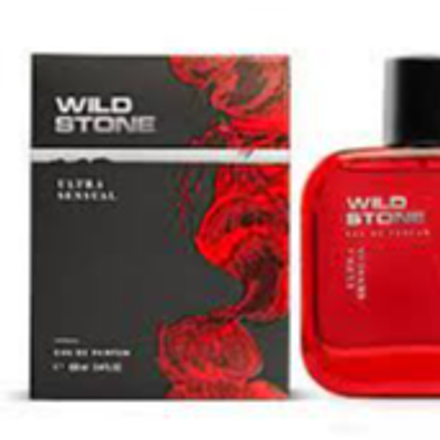 WILD
STONE
ULTRA
SENSUAL
EAU DE PARFUM
WILD
STONE
EAU DE PARFUM
ULTRA
SENSUAL